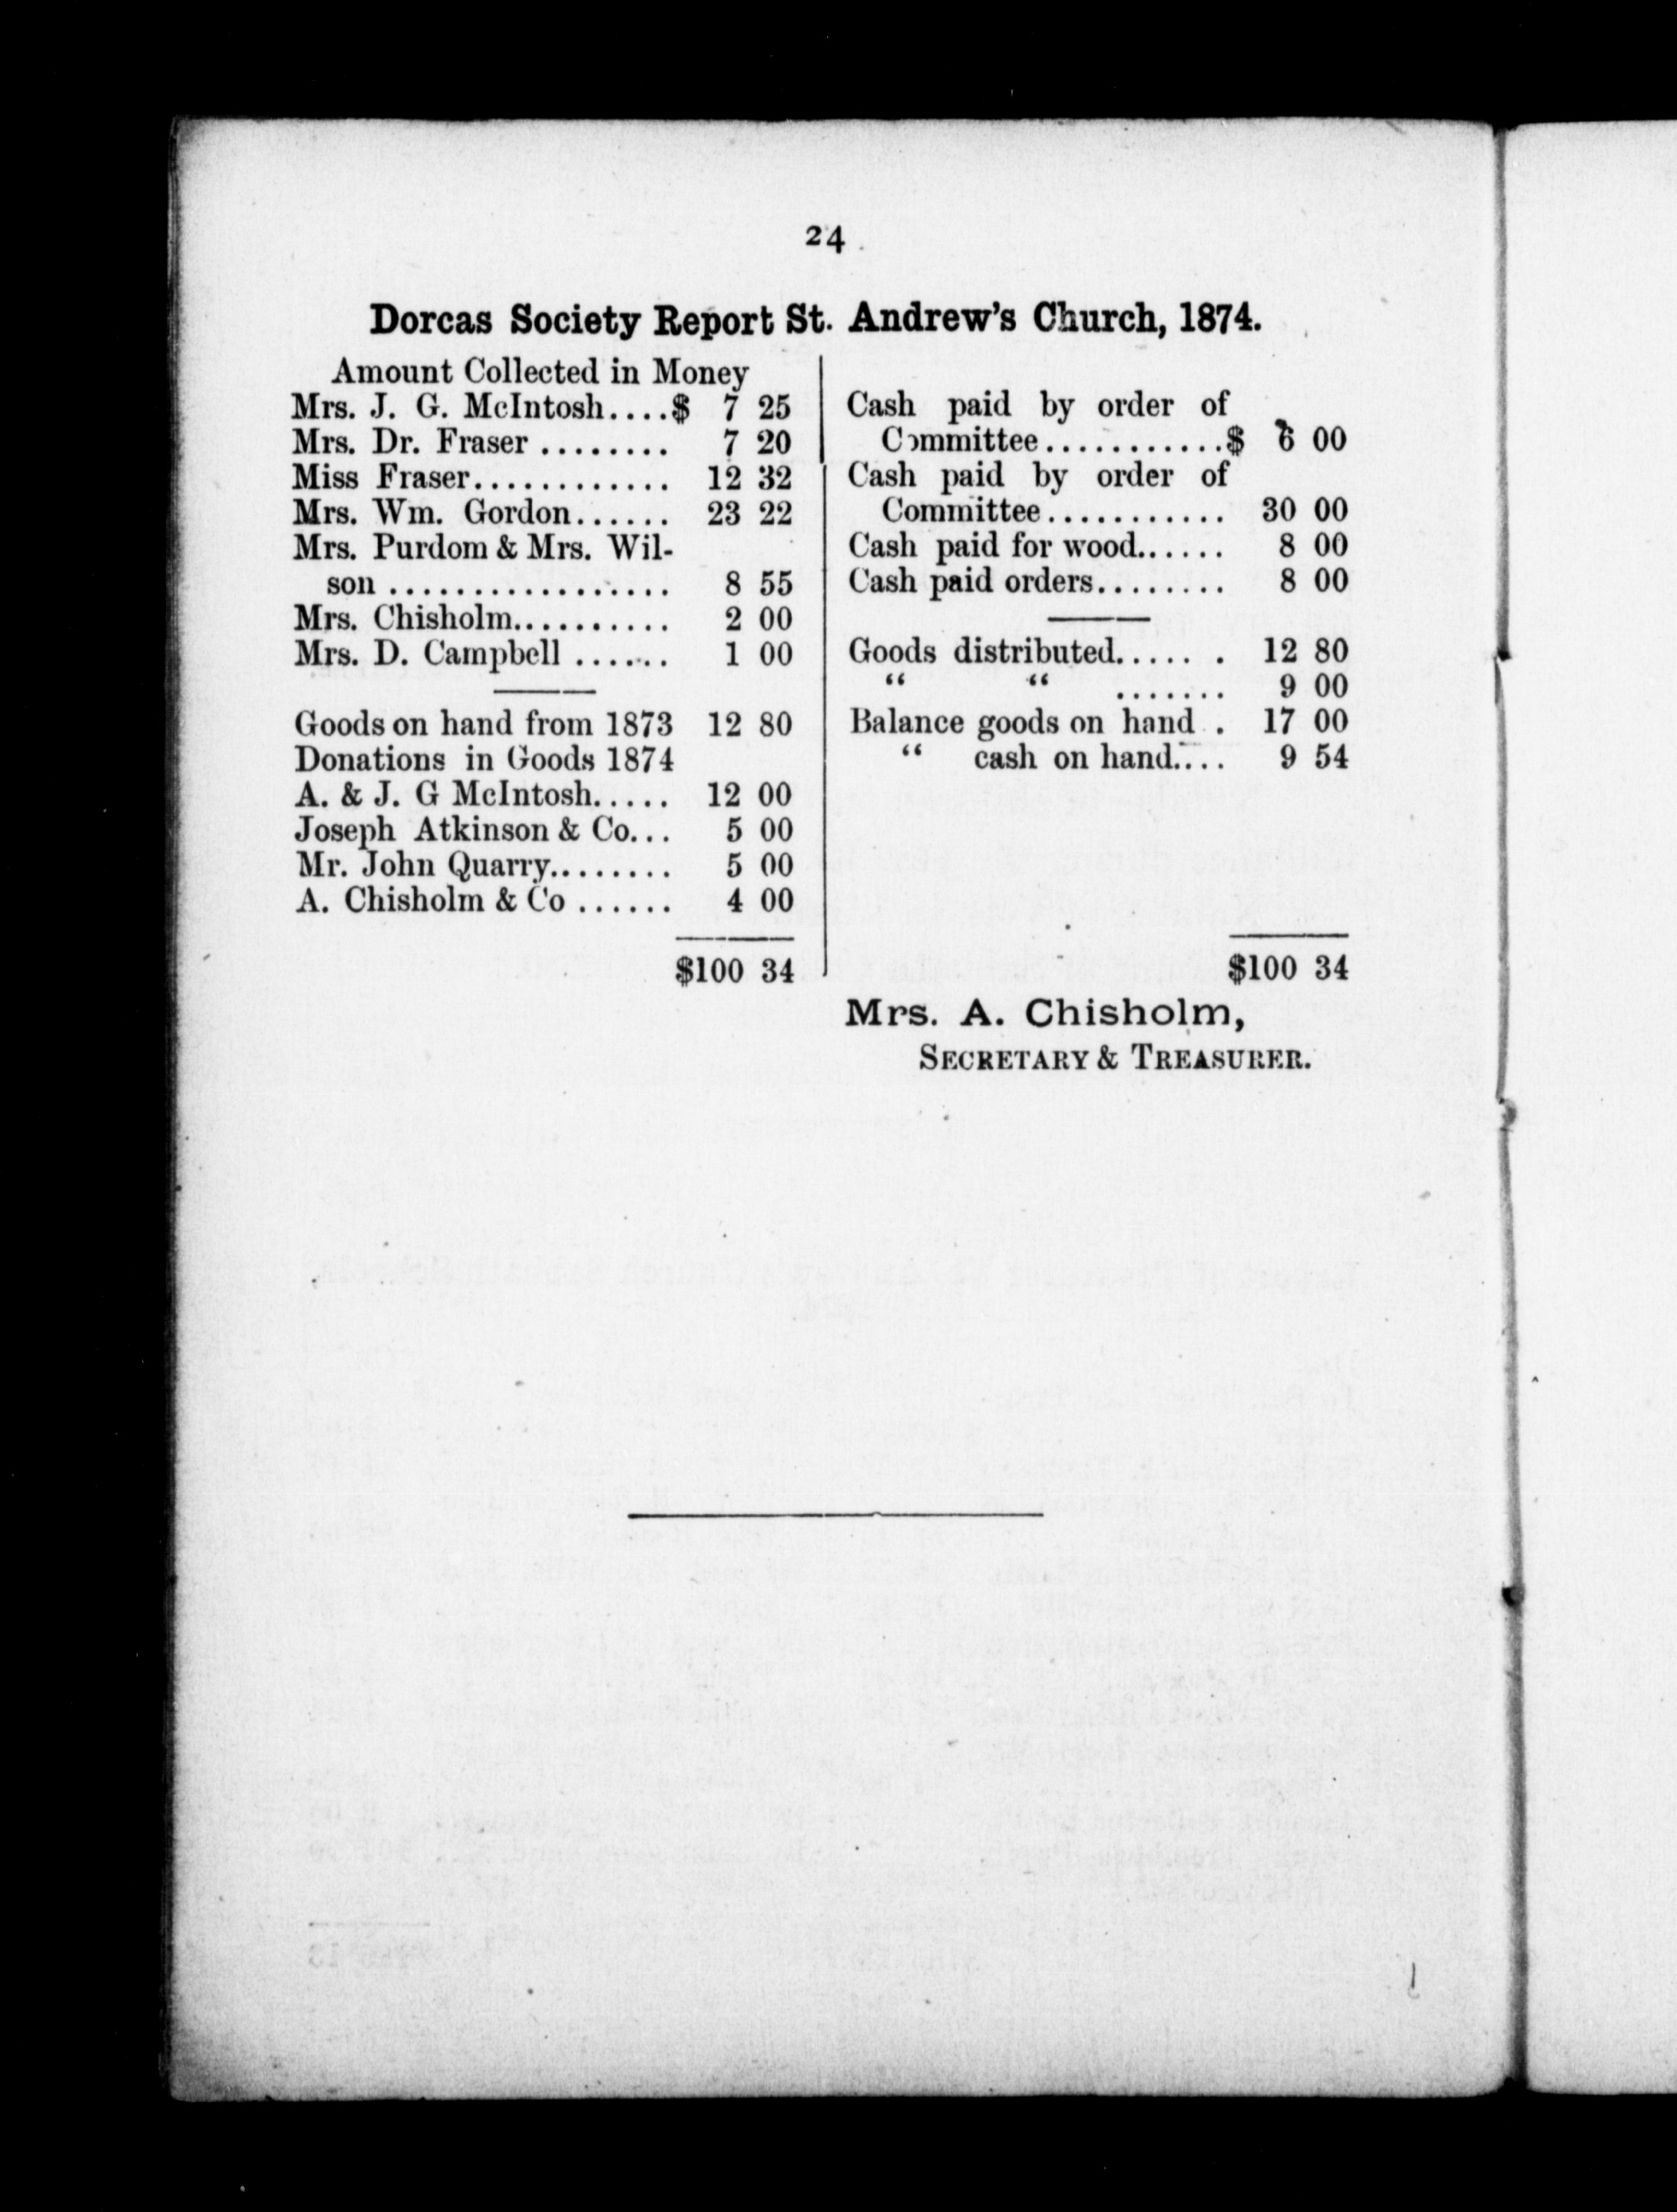 24
Dorcas Society Report St. Andrew's Church, 1874.
Amount Collected in Money
Mrs. J. G. McIntosh....$ 7 25
Mrs. Dr. Fraser ........ 7 20
Miss Fraser............ 12 32
Mrs. Wm. Gordon...... 23 22
Mrs. Purdom & Mrs. Wil-
son ................. 8 55
Mrs. Chisholm.......... 2 00
Mrs. D. Campbell ...... 1 00
Goods on hand from 1873 12 80
Donations in Goods 1874
A. & J. G McIntosh..... 12 00
Joseph Atkinson & Co... 5 00
Mr. John Quarry........ 5 00
A. Chisholm & Co ...... 4 00
$100 34
Cash paid by order of
Committee...........$ 6 00
Cash paid by order of
Committee........... 30 00
Cash paid for wood...... 8 00
Cash paid orders........ 8 00
Goods distributed..... . 12 80
“ “ ....... 9 00
Balance goods on hand . 17 00
“ cash on hand.... 9 54
$100 34
Mrs. A. Chisholm,
SECRETARY & TREASURER.